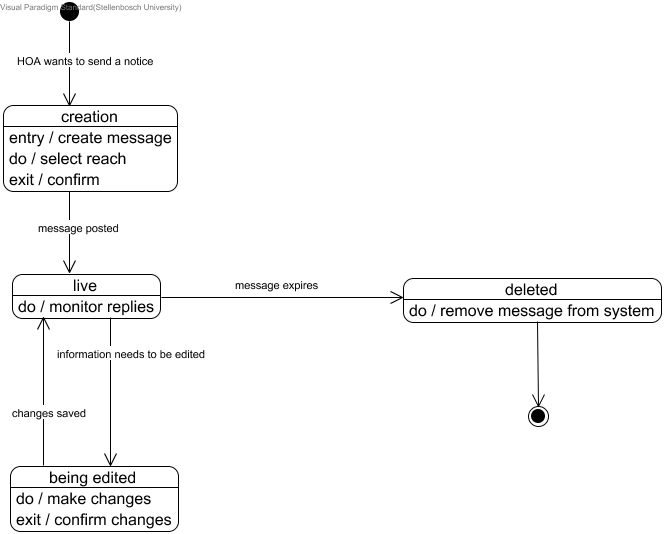 Visual Paradigm Standard(Stellenbosch University)
HOA wants to send a notice
creation
entry / create message
do / select reach
exit / confirm
message posted
live
do / monitor replies
message expires
deleted
do / remove message from system
information needs to be edited
changes saved
being edited
do / make changes
exit / confirm changes